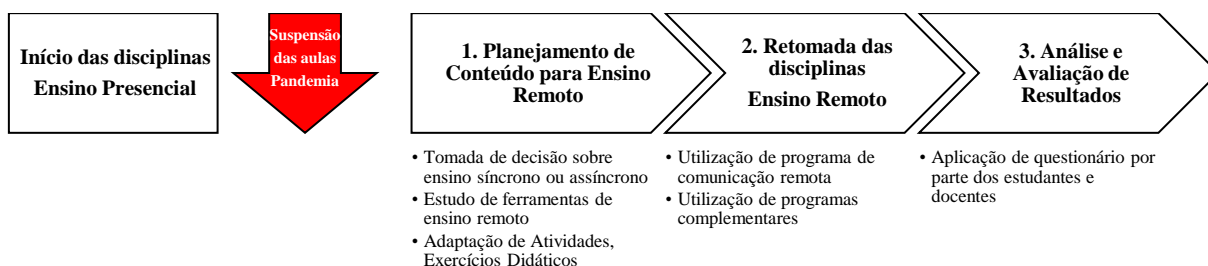 Início das disciplinas
Ensino Presencial
Suspensão
das aulas
Pandemia
1. Planejamento de
Conteúdo para Ensino
Remoto
2. Retomada das
disciplinas
Ensino Remoto
3. Análise e
Avaliação de
Resultados
• Tomada de decisão sobre
ensino síncrono ou assíncrono
• Estudo de ferramentas de
ensino remoto
• Adaptação de Atividades,
Exercícios Didáticos
• Utilização de programa de
comunicação remota
• Utilização de programas
complementares
• Aplicação de questionário por
parte dos estudantes e
docentes